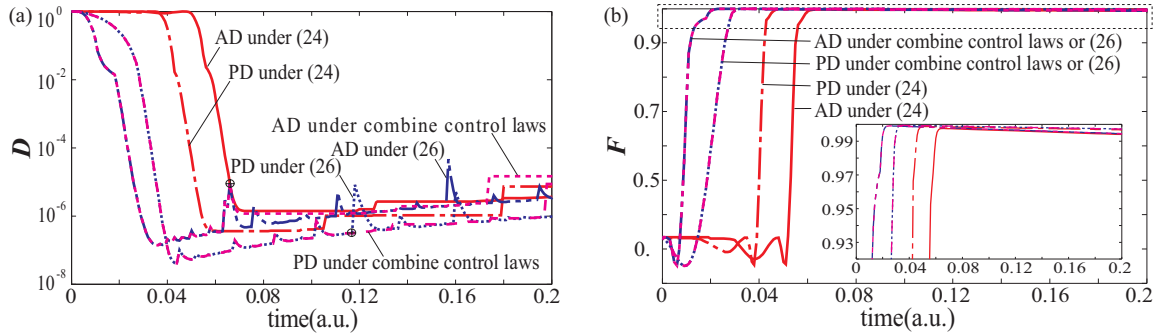 (a)
10^0
10^-2
10^-4
10^-6
10^-8
D
AD under (24)
PD under (24)
AD under combine control laws
AD under (26)
PD under (26)
PD under combine control laws
0 0.04 0.08 0.12 0.16 0.2
time(a.u.)
(b)
0.9
0.7
0.5
0.
F
AD under combine control laws or (26)
PD under combine control laws or (26)
PD under (24)
AD under (24)
0.99
0.97
0.95
0.93
0 0.04 0.08 0.12 0.16 0.2
0 0.04 0.08 0.12 0.16 0.2
time(a.u.)